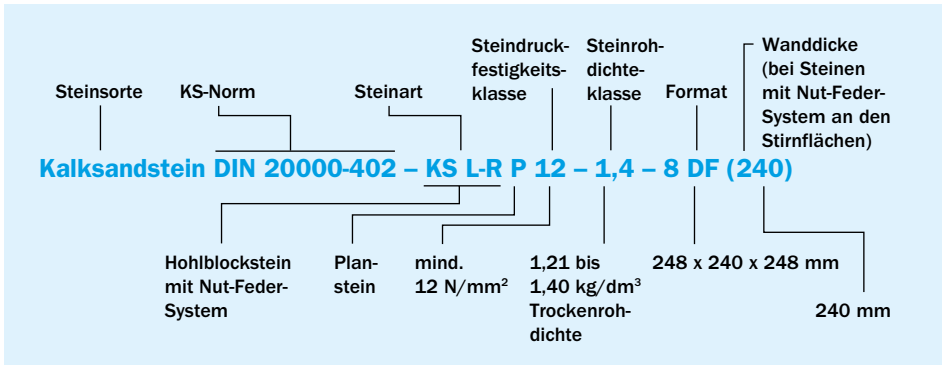 Steinsorte
KS-Norm
Steinart
Steindruck-
festigkeits-
klasse
Steinroh-
dichte-
klasse
Format
Wanddicke
(bei Steinen
mit Nut-Feder-
System an den
Stirnflächen)
Kalksandstein DIN 20000-402 – KS L-R P 12 – 1,4 – 8 DF (240)
Hohlblockstein
mit Nut-Feder-
System
Plan-
stein
mind.
12 N/mm²
1,21 bis
1,40 kg/dm³
Trockenroh-
dichte
248 x 240 x 248 mm
240 mm